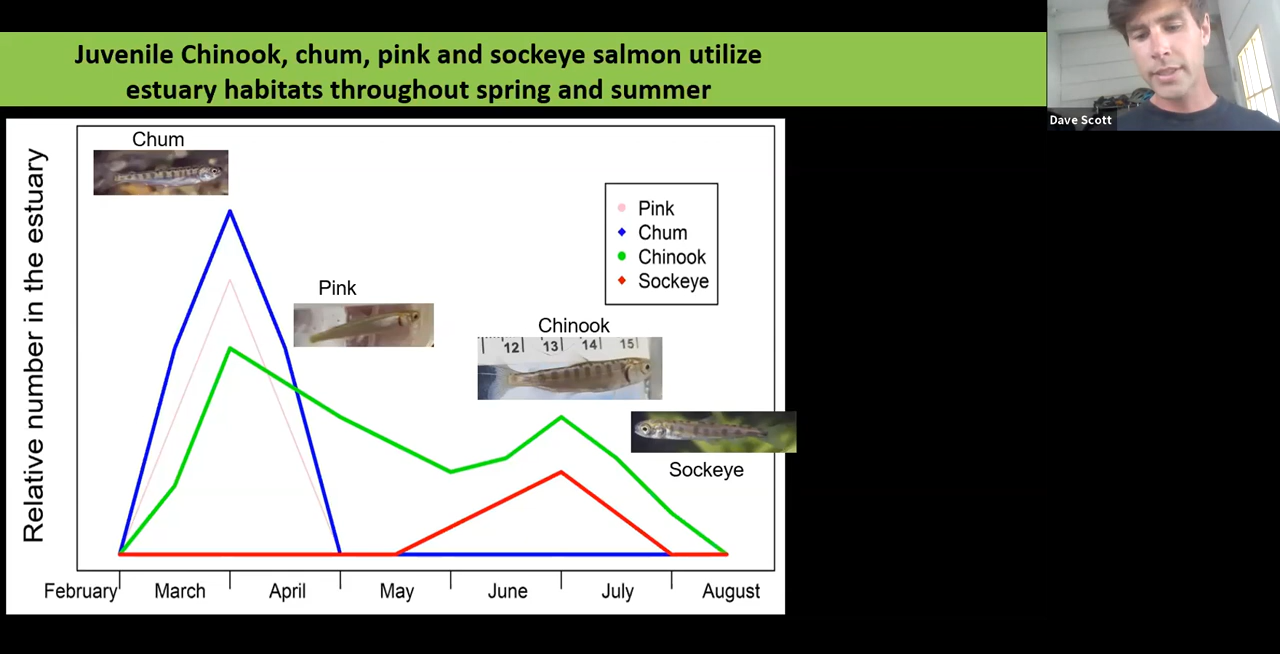 Juvenile Chinook, chum, pink and sockeye salmon utilize
estuary habitats throughout spring and summer
Dave Scott
Relative number in the estuary
Chum
Pink
Chinook
12 13 14 15
Sockeye
Pink
Chum
Chinook
Sockeye
February March April May June July August